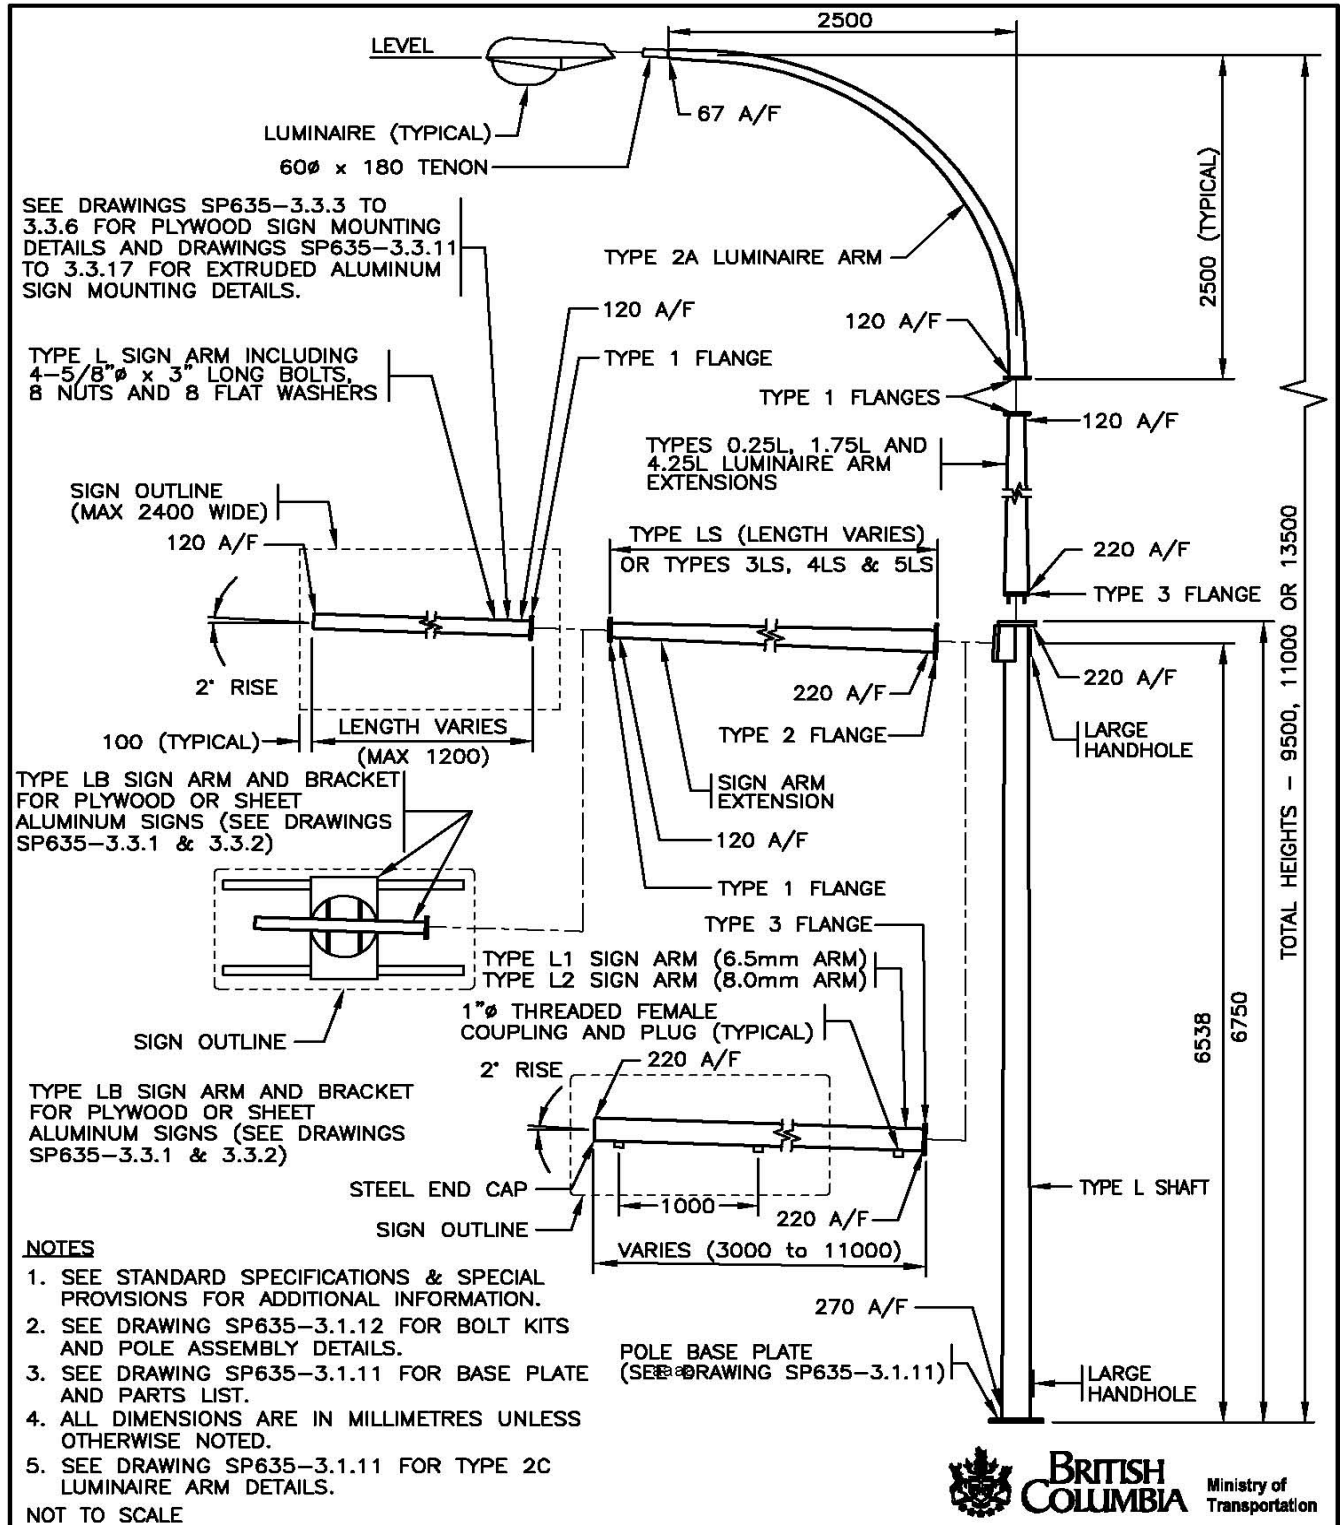 2500
LEVEL
67 A/F
LUMINAIRE (TYPICAL)
60ø x 180 TENON
2500 (TYPICAL)
SEE DRAWINGS SP635-3.3.3 TO
3.3.6 FOR PLYWOOD SIGN MOUNTING
DETAILS AND DRAWINGS SP635-3.3.11
TO 3.3.17 FOR EXTRUDED ALUMINUM
SIGN MOUNTING DETAILS.
TYPE 2A LUMINAIRE ARM
120 A/F
120 A/F
TYPE 1 FLANGE
TYPE L SIGN ARM INCLUDING
4-5/8"ø x 3" LONG BOLTS,
8 NUTS AND 8 FLAT WASHERS
TYPE 1 FLANGES
120 A/F
TYPES 0.25L, 1.75L AND
4.25L LUMINAIRE ARM
EXTENSIONS
SIGN OUTLINE
(MAX 2400 WIDE)
120 A/F
TYPE LS (LENGTH VARIES)
OR TYPES 3LS, 4LS & 5LS
220 A/F
TYPE 3 FLANGE
TOTAL HEIGHTS - 9500, 11000 OR 13500
2° RISE
220 A/F
220 A/F
100 (TYPICAL)
LENGTH VARIES
(MAX 1200)
TYPE 2 FLANGE
LARGE
HANDHOLE
TYPE LB SIGN ARM AND BRACKET
FOR PLYWOOD OR SHEET
ALUMINUM SIGNS (SEE DRAWINGS
SP635-3.3.1 & 3.3.2)
SIGN ARM
EXTENSION
120 A/F
TYPE 1 FLANGE
TYPE 3 FLANGE
TYPE L1 SIGN ARM (6.5mm ARM)
TYPE L2 SIGN ARM (8.0mm ARM)
1"ø THREADED FEMALE
COUPLING AND PLUG (TYPICAL)
6538
6750
SIGN OUTLINE
2° RISE
220 A/F
TYPE LB SIGN ARM AND BRACKET
FOR PLYWOOD OR SHEET
ALUMINUM SIGNS (SEE DRAWINGS
SP635-3.3.1 & 3.3.2)
STEEL END CAP
1000
TYPE L SHAFT
SIGN OUTLINE
220 A/F
VARIES (3000 to 11000)
270 A/F
POLE BASE PLATE
(SEE DRAWING SP635-3.1.11)
aaaa
LARGE
HANDHOLE
NOTES
1. SEE STANDARD SPECIFICATIONS & SPECIAL
PROVISIONS FOR ADDITIONAL INFORMATION.
2. SEE DRAWING SP635-3.1.12 FOR BOLT KITS
AND POLE ASSEMBLY DETAILS.
3. SEE DRAWING SP635-3.1.11 FOR BASE PLATE
AND PARTS LIST.
4. ALL DIMENSIONS ARE IN MILLIMETRES UNLESS
OTHERWISE NOTED.
5. SEE DRAWING SP635-3.1.11 FOR TYPE 2C
LUMINAIRE ARM DETAILS.
NOT TO SCALE
BRITISH
COLUMBIA
Ministry of
Transportation